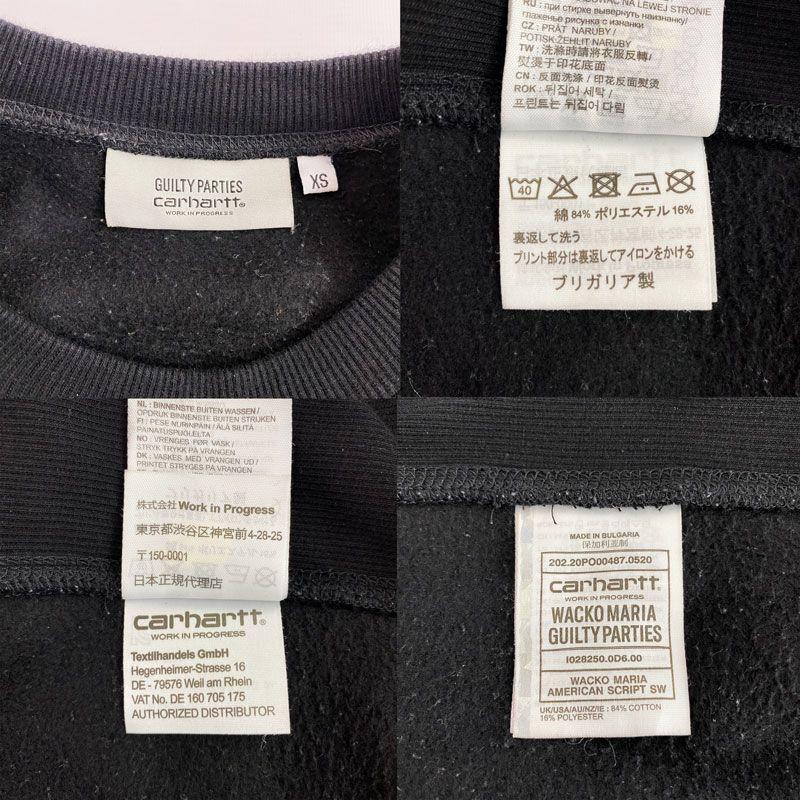 GUILTY PARTIES
carhartt
WORK IN PROGRESS
XS
NA LEWEJ STRONIE
RU : при стирке вывернуть наизнанку/
глаженье рисунка с изнанки
CZ : PRÁT NARUBY /
POTISK ŽEHLIT NARUBY
TW : 洗滌時請將衣服反轉/
熨燙于印花底面
CN : 反面洗涤 / 印花反面熨烫
ROK : 뒤집어 세탁 /
프린트는 뒤집어 다림
40
綿 84% ポリエステル 16%
裏返して洗う
プリント部分は裏返してアイロンをかける
ブリガリア製
NL : BINNENSTE BUITEN WASSEN /
OPDRUK BINNENSTE BUITEN STRIJKEN
FI : PESE NURINPÄIN / ÄLÄ SILITÄ
PAINATUSPUOLELTA
NO : VRENGES FØR VASK /
STRYK TRYKK PÅ VRANGEN
DK : VASKES MED VRANGEN UD /
PRINTET STRYGES PÅ VRANGEN
株式会社 Work in Progress
東京都渋谷区神宮前4-28-25
〒150-0001
日本正規代理店
carhartt
WORK IN PROGRESS
Textilhandels GmbH
Hegenheimer-Strasse 16
DE - 79576 Weil am Rhein
VAT No. DE 160 705 175
AUTHORIZED DISTRIBUTOR
MADE IN BULGARIA
保加利亚制
202.20PO00487.0520
carhartt
WORK IN PROGRESS
WACKO MARIA
GUILTY PARTIES
I028250.0D6.00
WACKO MARIA
AMERICAN SCRIPT SW
UK/USA/AU/NZ/IE : 84% COTTON
16% POLYESTER